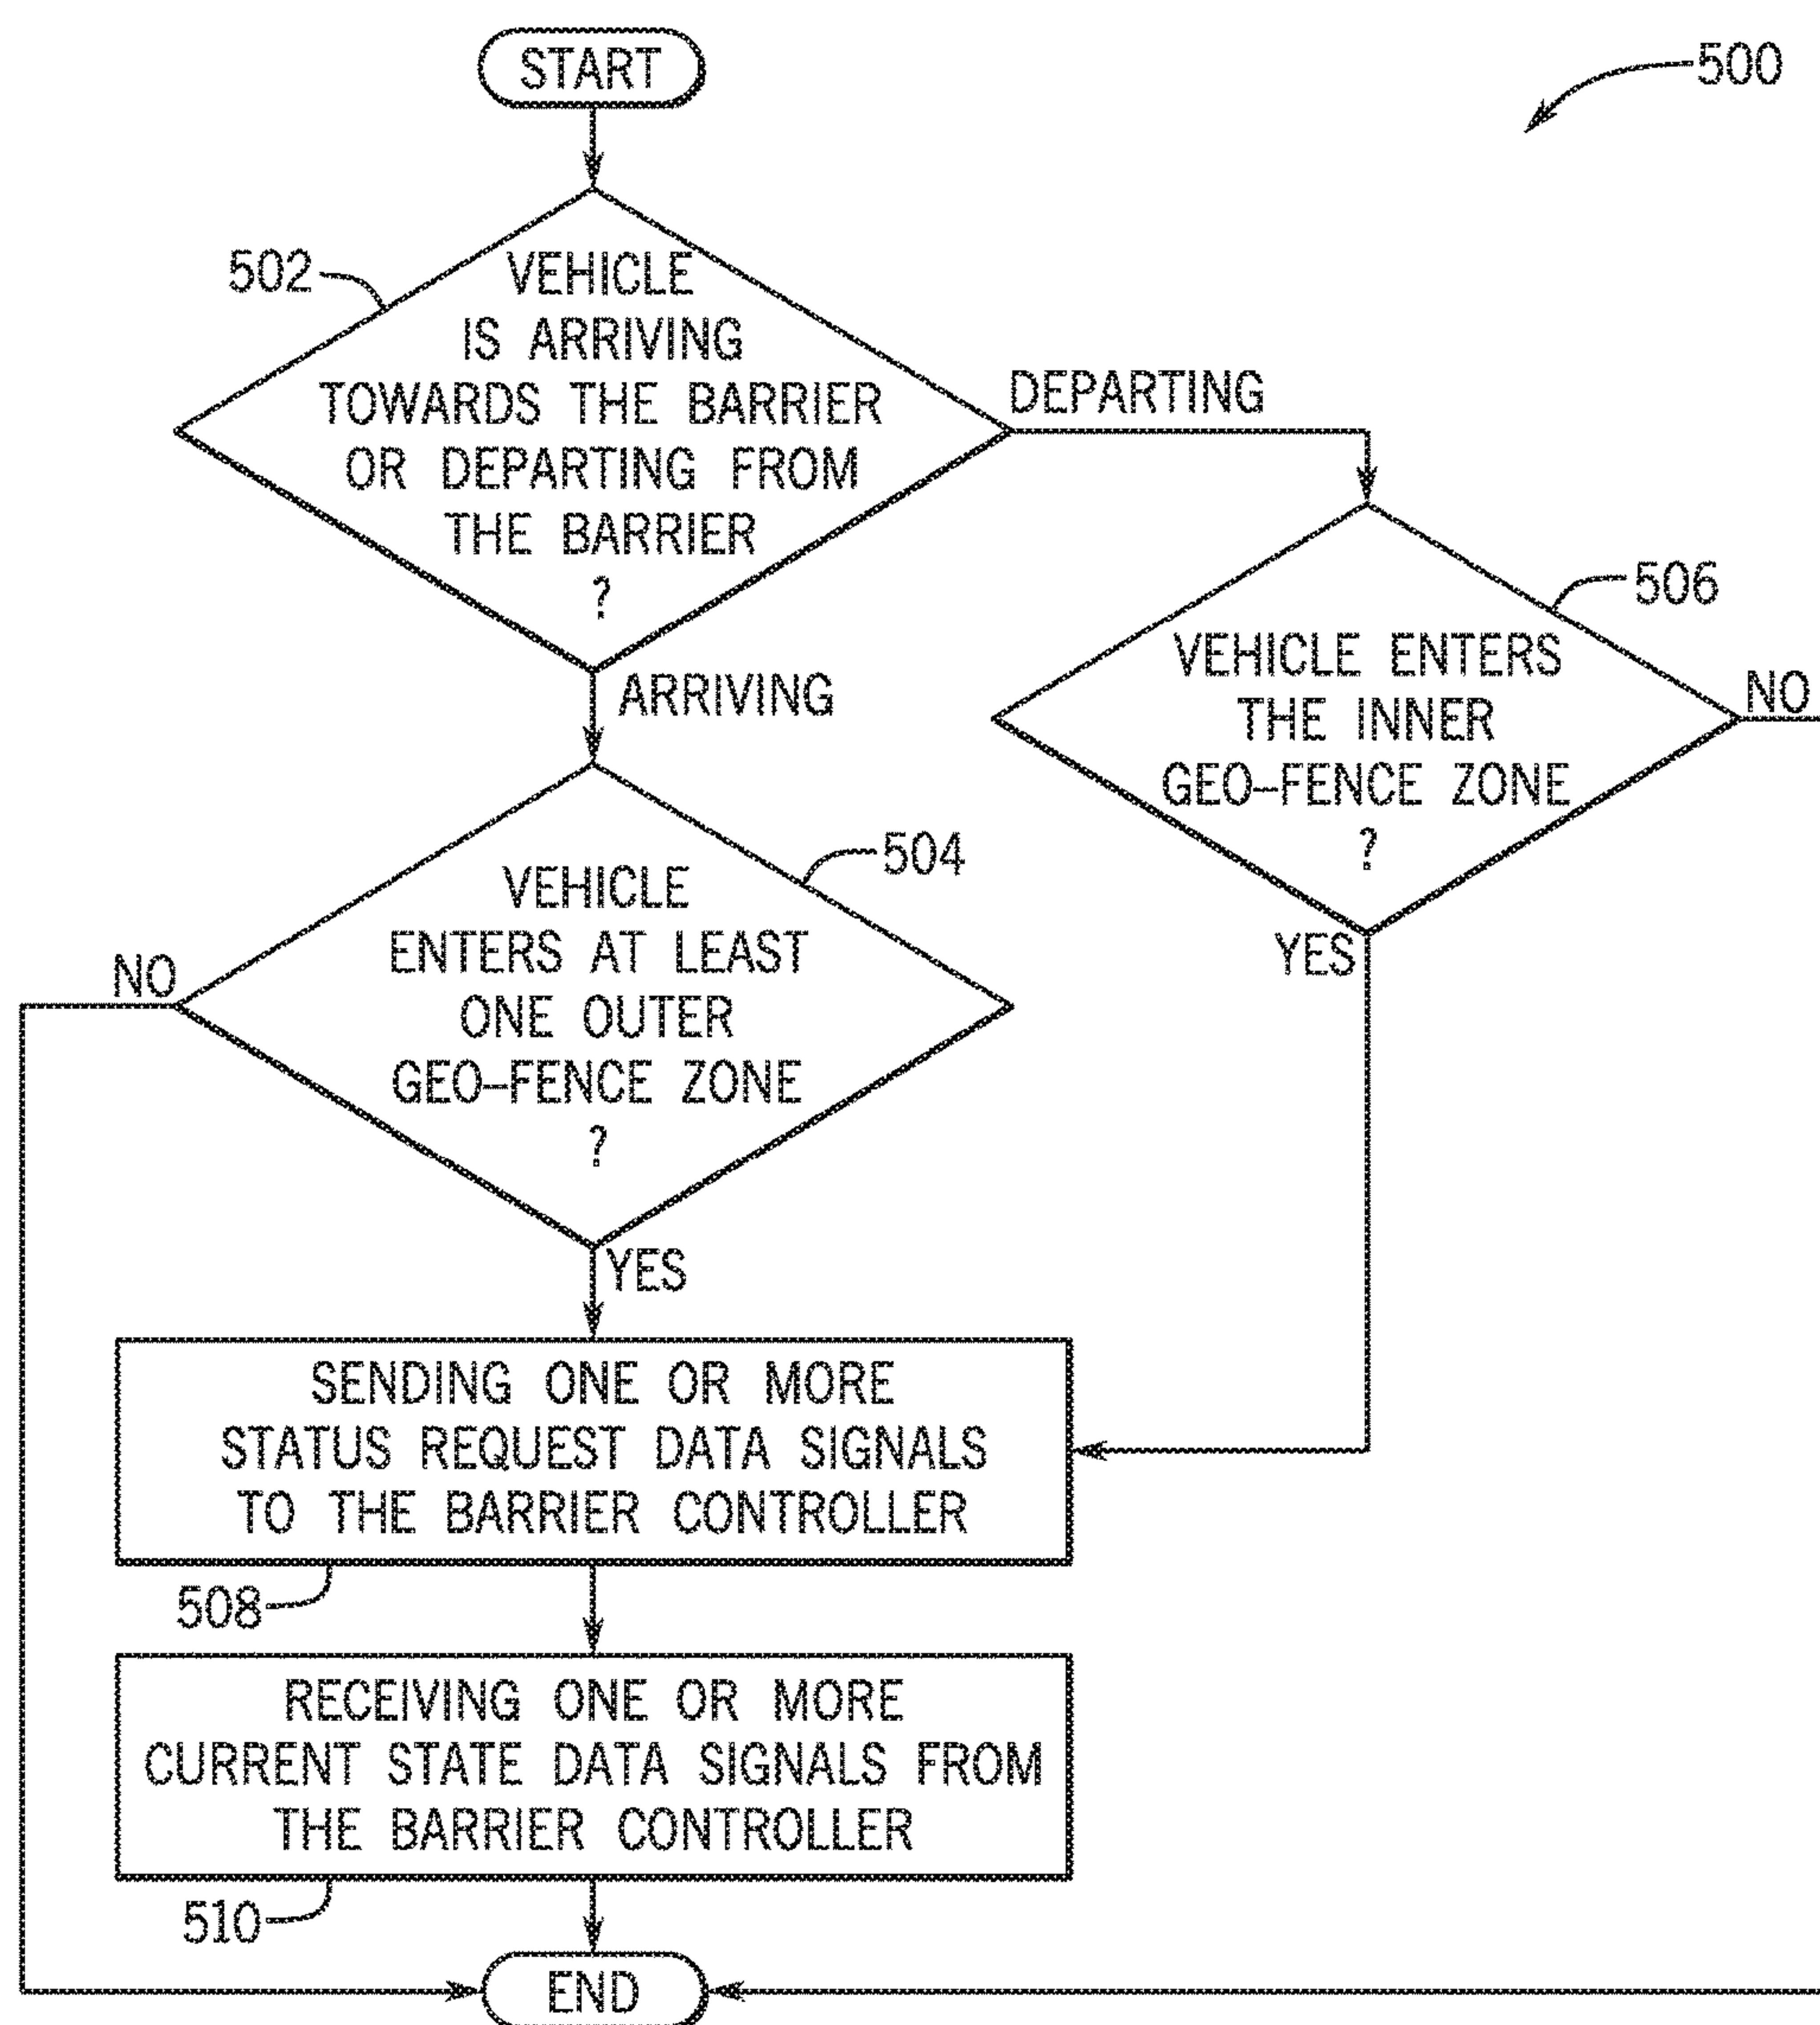 START
500
502
VEHICLE
IS ARRIVING
TOWARDS THE BARRIER
OR DEPARTING FROM
THE BARRIER
?
DEPARTING
ARRIVING
506
VEHICLE ENTERS
THE INNER
GEO–FENCE ZONE
?
NO
YES
504
VEHICLE
ENTERS AT LEAST
ONE OUTER
GEO–FENCE ZONE
?
NO
YES
SENDING ONE OR MORE
STATUS REQUEST DATA SIGNALS
TO THE BARRIER CONTROLLER
508
RECEIVING ONE OR MORE
CURRENT STATE DATA SIGNALS FROM
THE BARRIER CONTROLLER
510
END